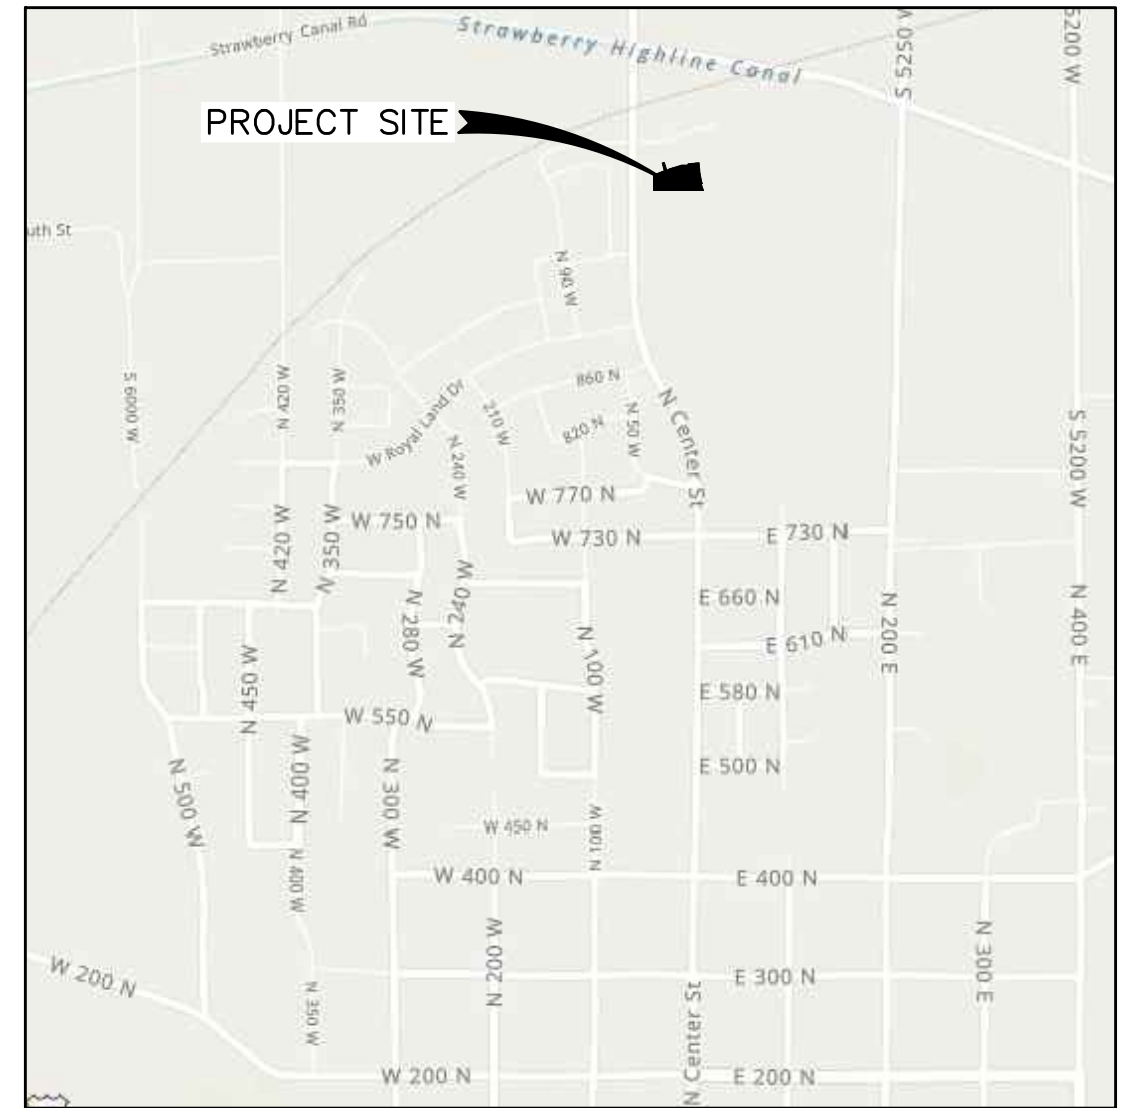 Strawberry Canal Rd
Strawberry Highline Canal
S 5250 W
5200 W
PROJECT SITE
uth St
N 90 W
S 6000 W
N 420 W
N 350 W
W Royal Land Dr
210 W
860 N
820 N
N 50 W
N Center St
N 240 W
S 5200 W
W 770 N
W 750 N
W 730 N
E 730 N
N 420 W
N 350 W
N 280 W
N 240 W
E 660 N
N 100 W
E 610 N
N 200 E
N 400 E
N 450 W
E 580 N
W 550 N
N 500 W
N 400 W
N 300 W
E 500 N
W 450 N
N 100 W
N 400 W
W 400 N
E 400 N
N 200 W
N 300 E
W 200 N
N 350 W
E 300 N
N Center St
W 200 N
E 200 N